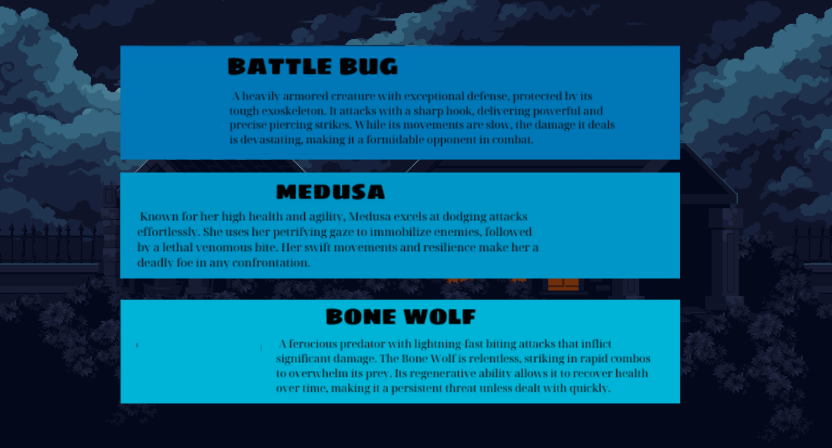 BATTLE BUG
A heavily armored creature with exceptional defense, protected by its
tough exoskeleton. It attacks with a sharp hook, delivering powerful and
precise piercing strikes. While its movements are slow, the damage it deals
is devastating, making it a formidable opponent in combat.
MEDUSA
Known for her high health and agility, Medusa excels at dodging attacks
effortlessly. She uses her petrifying gaze to immobilize enemies, followed
by a lethal venomous bite. Her swift movements and resilience make her a
deadly foe in any confrontation.
BONE WOLF
A ferocious predator with lightning-fast biting attacks that inflict
significant damage. The Bone Wolf is relentless, striking in rapid combos
to overwhelm its prey. Its regenerative ability allows it to recover health
over time, making it a persistent threat unless dealt with quickly.